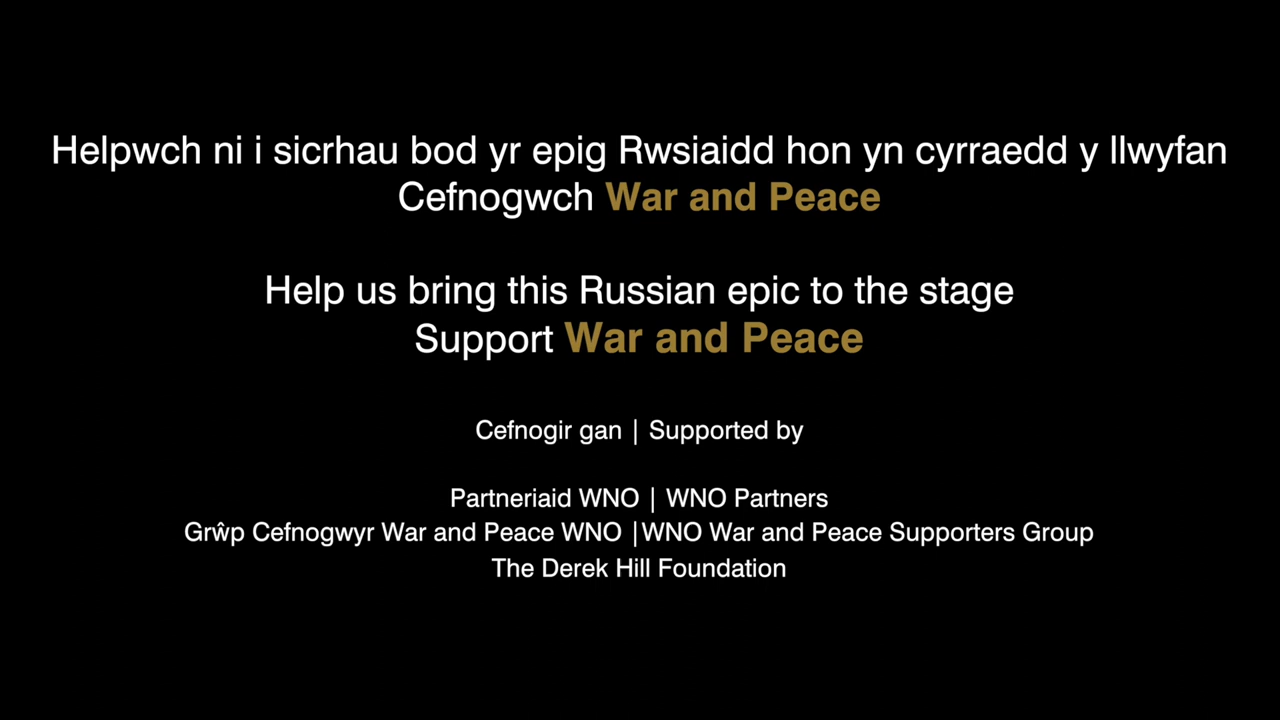 Helpwch ni i sicrhau bod yr epig Rwsiaidd hon yn cyrraedd y llwyfan
Cefnogwch War and Peace
Help us bring this Russian epic to the stage
Support War and Peace
Cefnogir gan | Supported by
Partneriaid WNO | WNO Partners
Grŵp Cefnogwyr War and Peace WNO |WNO War and Peace Supporters Group
The Derek Hill Foundation